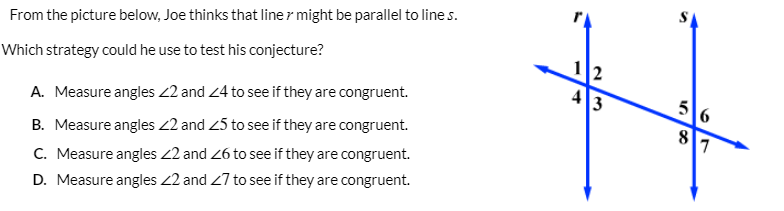 From the picture below, Joe thinks that line r might be parallel to line s.
Which strategy could he use to test his conjecture?
A. Measure angles ∠2 and ∠4 to see if they are congruent.
B. Measure angles ∠2 and ∠5 to see if they are congruent.
C. Measure angles ∠2 and ∠6 to see if they are congruent.
D. Measure angles ∠2 and ∠7 to see if they are congruent.
r s
1 2
4 3
5 6
8 7